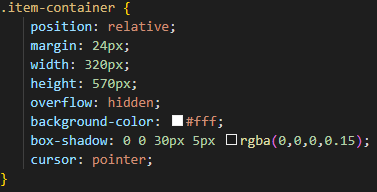 .item-container {
    position: relative;
    margin: 24px;
    width: 320px;
    height: 570px;
    overflow: hidden;
    background-color: #fff;
    box-shadow: 0 0 30px 5px rgba(0,0,0,0.15);
    cursor: pointer;
}